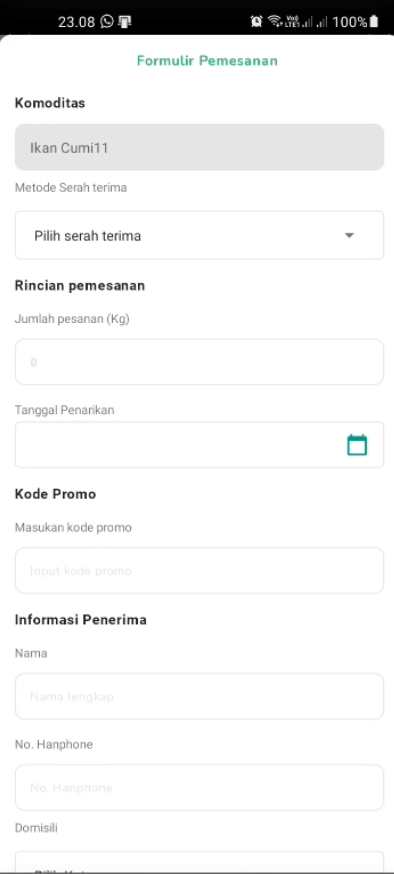 23.08
VoD LTE1 100%
Formulir Pemesanan
Komoditas
Ikan Cumi11
Metode Serah terima
Pilih serah terima
Rincian pemesanan
Jumlah pesanan (Kg)
0
Tanggal Penarikan
Kode Promo
Masukan kode promo
Input kode promo
Informasi Penerima
Nama
Nama lengkap
No. Hanphone
No. Hanphone
Domisili